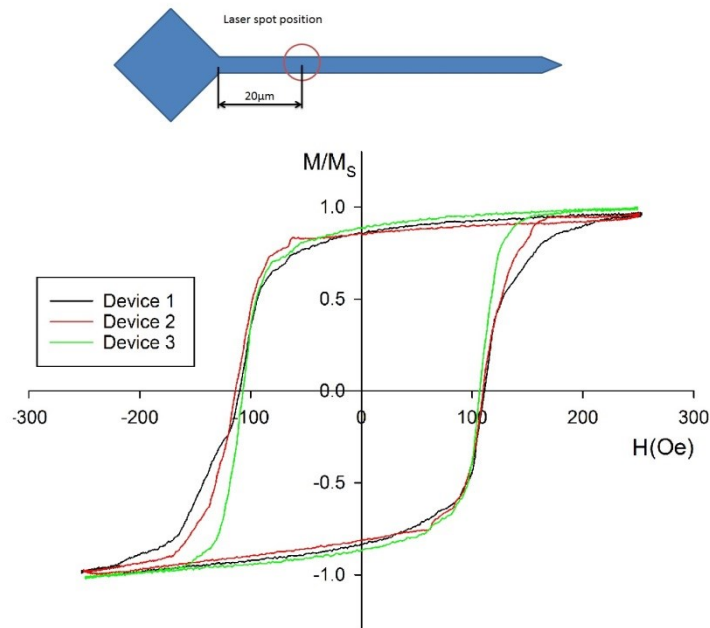 Laser spot position
20μm
M/M_S
1.0
0.5
0.0
-0.5
-1.0
-300 -200 -100 0 100 200 300
H(Oe)
Device 1
Device 2
Device 3